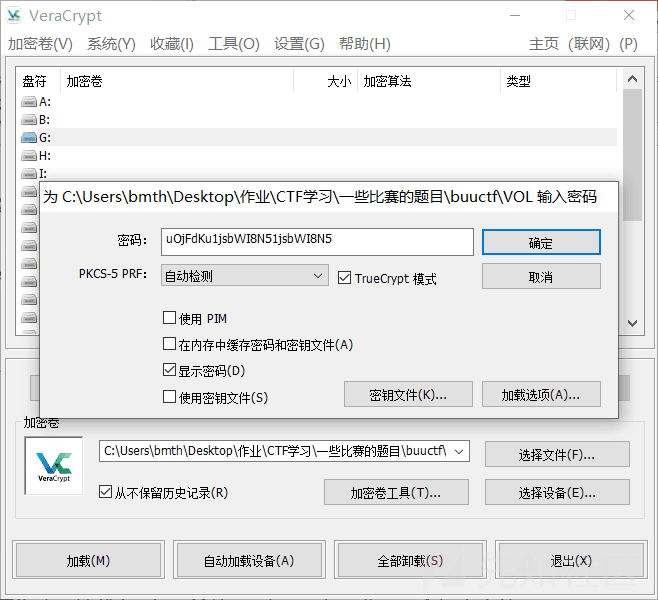 VeraCrypt
加密卷(V) 系统(Y) 收藏(I) 工具(O) 设置(G) 帮助(H) 主页 (联网) (P)
盘符 加密卷 大小 加密算法 类型
A:
B:
G:
H:
I:
为 C:\Users\bmth\Desktop\作业\CTF学习\一些比赛的题目\buuctf\VOL 输入密码
密码: uOjFdKu1jsbWI8N51jsbWI8N5 确定
PKCS-5 PRF: 自动检测 TrueCrypt 模式 取消
使用 PIM
在内存中缓存密码和密钥文件(A)
显示密码(D)
使用密钥文件(S) 密钥文件(K)... 加载选项(A)...
加密卷
VeraCrypt
C:\Users\bmth\Desktop\作业\CTF学习\一些比赛的题目\buuctf\ 选择文件(F)...
从不保留历史记录(R) 加密卷工具(T)... 选择设备(E)...
加载(M) 自动加载设备(A) 全部卸载(S) 退出(X)